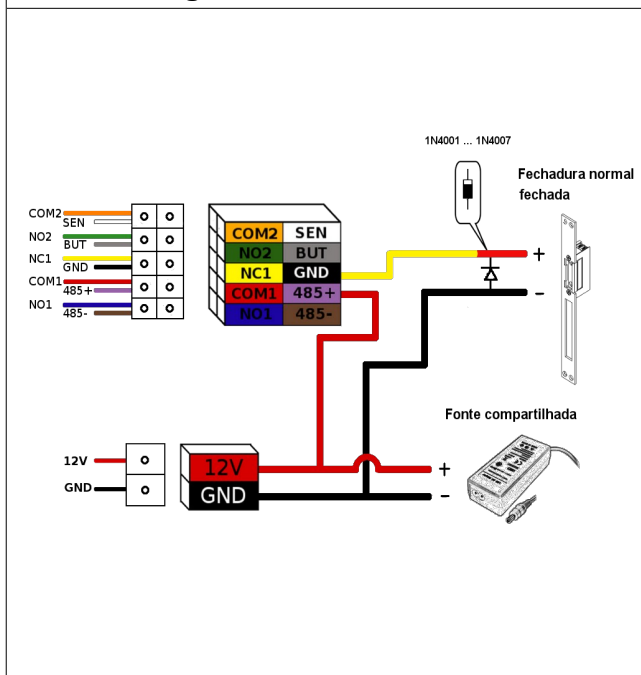 1N4001 ... 1N4007
Fechadura normal
fechada
COM2
SEN
NO2
BUT
NC1
GND
COM1
485+
NO1
485-
COM2 SEN
NO2 BUT
NC1 GND
COM1 485+
NO1 485-
+
-
Fonte compartilhada
12V
GND
12V
GND
+
-